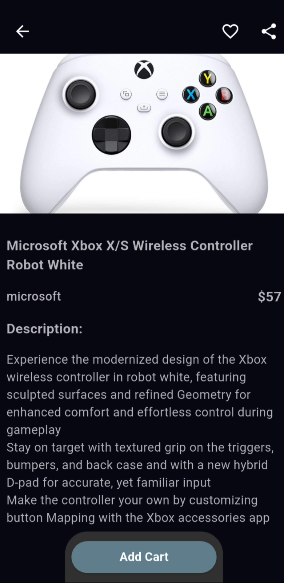 Y
X
B
A
Microsoft Xbox X/S Wireless Controller
Robot White
microsoft
$57
Description:
Experience the modernized design of the Xbox
wireless controller in robot white, featuring
sculpted surfaces and refined Geometry for
enhanced comfort and effortless control during
gameplay
Stay on target with textured grip on the triggers,
bumpers, and back case and with a new hybrid
D-pad for accurate, yet familiar input
Make the controller your own by customizing
button Mapping with the Xbox accessories app
Add Cart